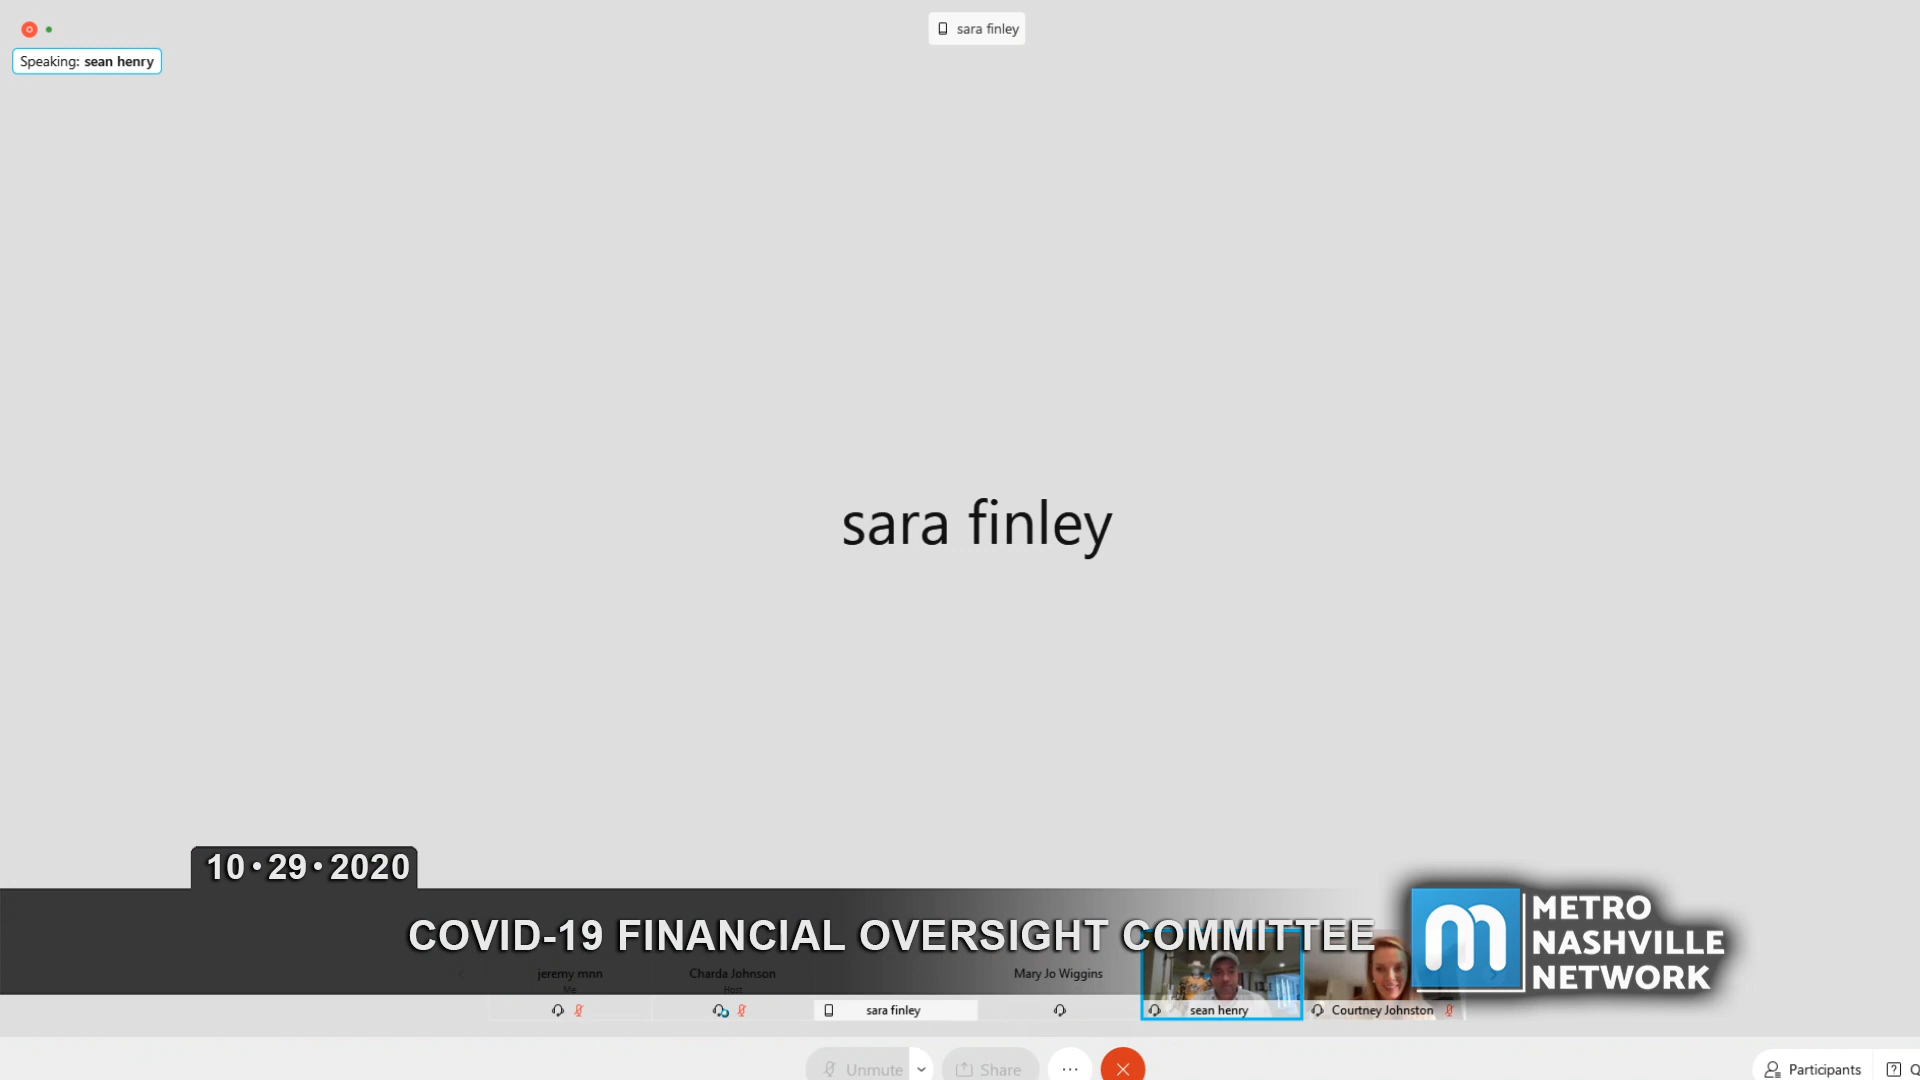 sara finley
Speaking: sean henry
sara finley
10•29•2020
COVID-19 FINANCIAL OVERSIGHT COMMITTEE
m METRO
NASHVILLE
NETWORK
jeremy mnn
Me
Charda Johnson
Host
Mary Jo Wiggins
sara finley
sean henry
Courtney Johnston
Unmute
Share
Participants
Q